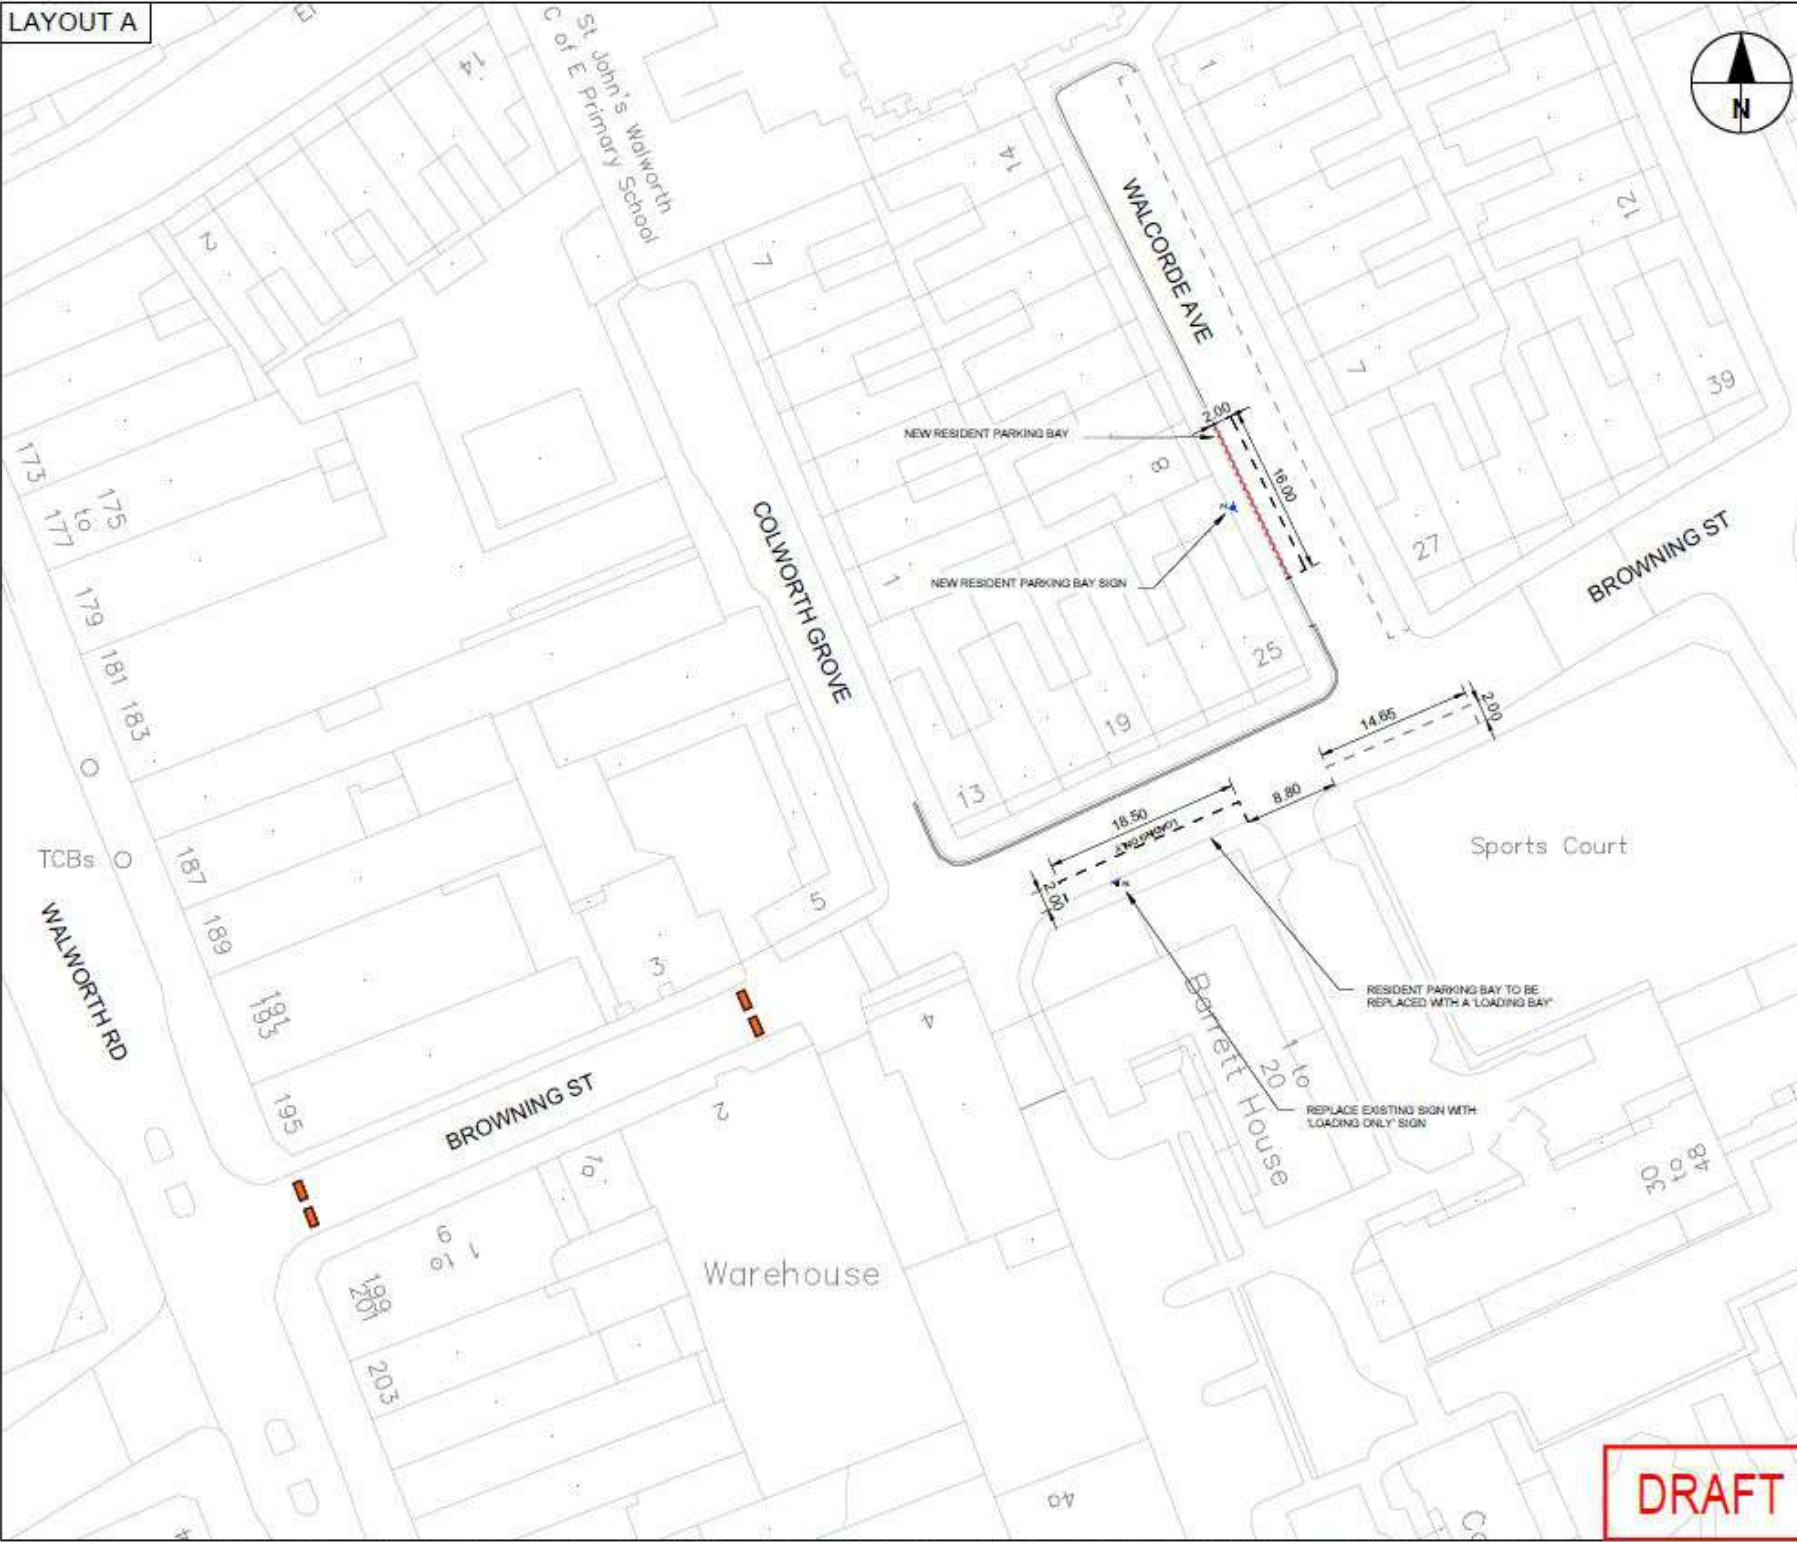 LAYOUT A
N
14
St John's Walworth
C of E Primary School
1
14
12
2
7
WALCORDE AVE
7
39
2.00
NEW RESIDENT PARKING BAY
8
16.00
173
175
to
177
COLWORTH GROVE
27
BROWNING ST
1
NEW RESIDENT PARKING BAY SIGN
179
181
25
183
19
14.65
2.00
13
8.80
18.50
LOADING ONLY
Sports Court
TCBs
187
2.00
5
189
WALWORTH RD
3
191
193
4
Barrett House
1 to
20
RESIDENT PARKING BAY TO BE
REPLACED WITH A 'LOADING BAY'
195
BROWNING ST
2
REPLACE EXISTING SIGN WITH
'LOADING ONLY' SIGN
30
to
48
1 to
9
199
201
Warehouse
203
4a
4
DRAFT